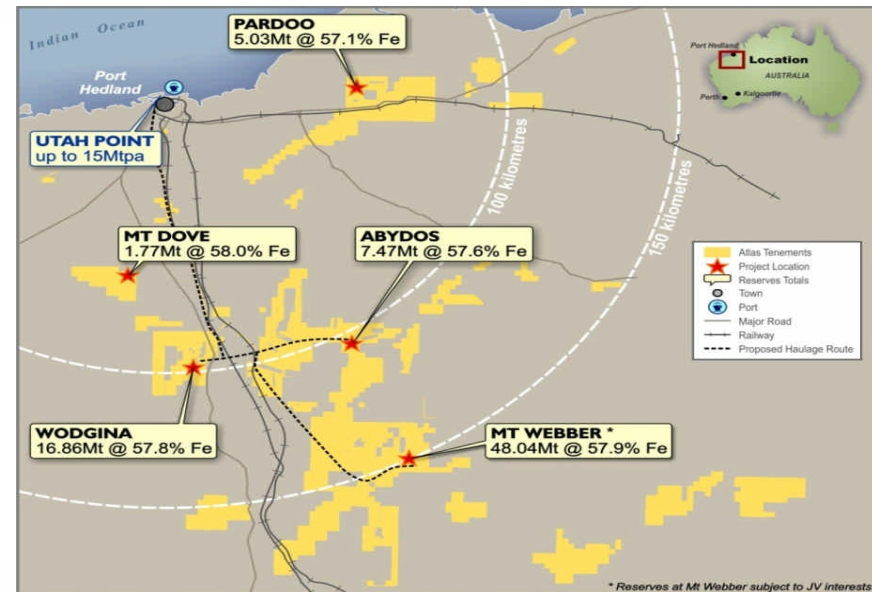 Indian Ocean
PARDOO
5.03Mt @ 57.1% Fe
Port Hedland
Location
AUSTRALIA
Perth
Kalgoorlie
Port
Hedland
UTAH POINT
up to 15Mtpa
100 kilometres
150 kilometres
MT DOVE
1.77Mt @ 58.0% Fe
ABYDOS
7.47Mt @ 57.6% Fe
Atlas Tenements
Project Location
Reserves Totals
Town
Port
Major Road
Railway
Proposed Haulage Route
WODGINA
16.86Mt @ 57.8% Fe
MT WEBBER *
48.04Mt @ 57.9% Fe
* Reserves at Mt Webber subject to JV interests